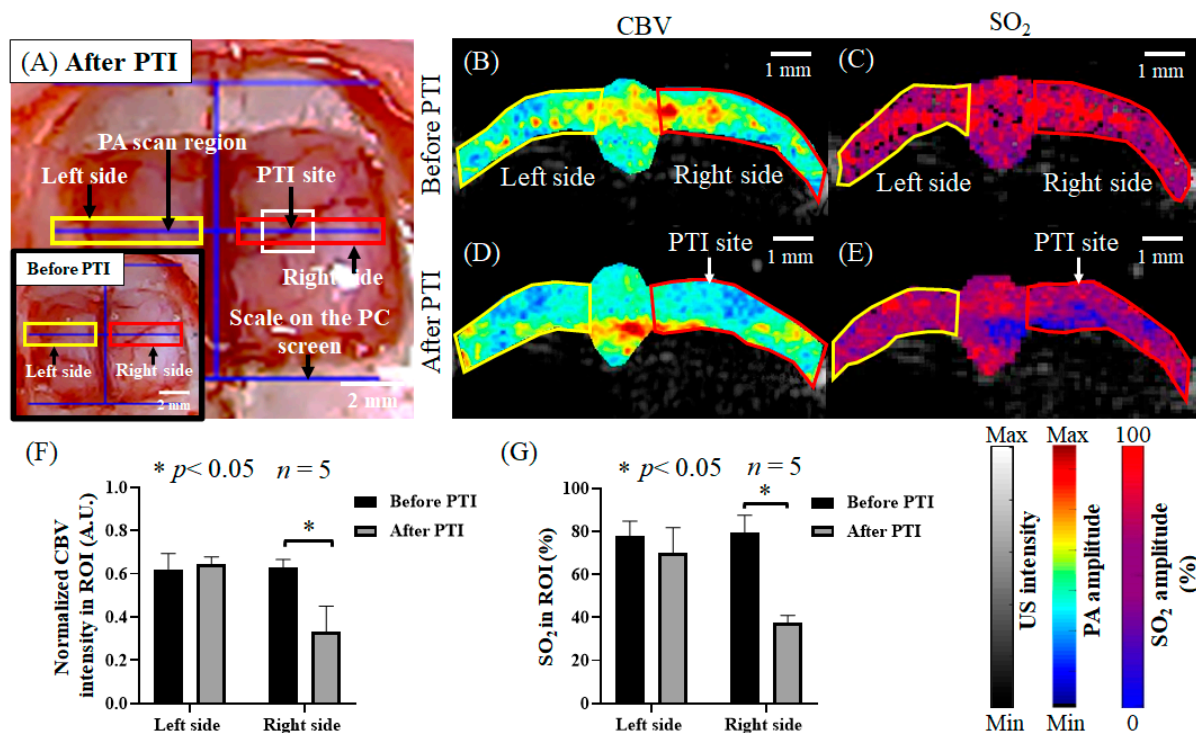 CBV
SO₂
(A) After PTI
PA scan region
Left side
PTI site
Right side
Scale on the PC
screen
2 mm
Before PTI
Left side
Right side
2 mm
Before PTI
(B)
1 mm
Left side
Right side
(C)
1 mm
Left side
Right side
After PTI
(D)
PTI site
1 mm
(E)
PTI site
1 mm
(F)
* p< 0.05 n = 5
Before PTI
After PTI
*
Normalized CBV
intensity in ROI (A.U.)
1.0
0.8
0.6
0.4
0.2
0.0
Left side
Right side
(G)
* p< 0.05 n = 5
Before PTI
After PTI
*
SO₂ in ROI (%)
100
80
60
40
20
0
Left side
Right side
Max
US intensity
Min
Max
PA amplitude
Min
100
SO₂ amplitude
(%)
0